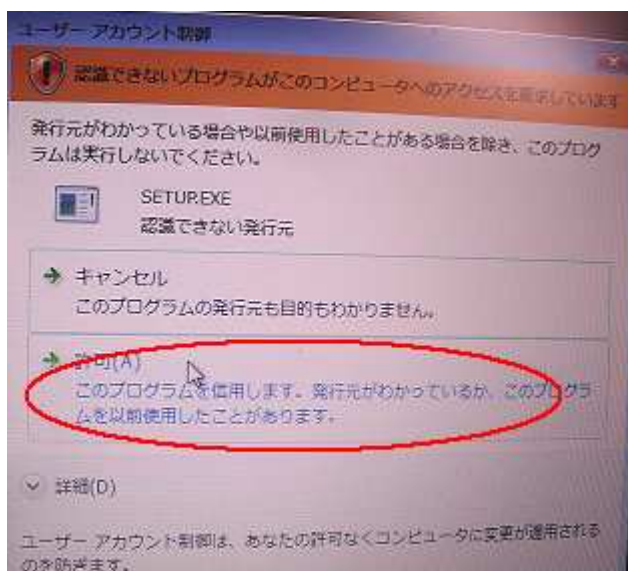 ユーザー アカウント制御
認識できないプログラムがこのコンピュータへのアクセスを要求しています
発行元がわかっている場合や以前使用したことがある場合を除き、このプログ
ラムは実行しないでください。
SETUP.EXE
認識できない発行元
キャンセル
このプログラムの発行元も目的もわかりません。
許可(A)
このプログラムを信用します。発行元がわかっているか、このプログラ
ムを以前使用したことがあります。
詳細(D)
ユーザー アカウント制御は、あなたの許可なくコンピュータに変更が適用される
のを防ぎます。